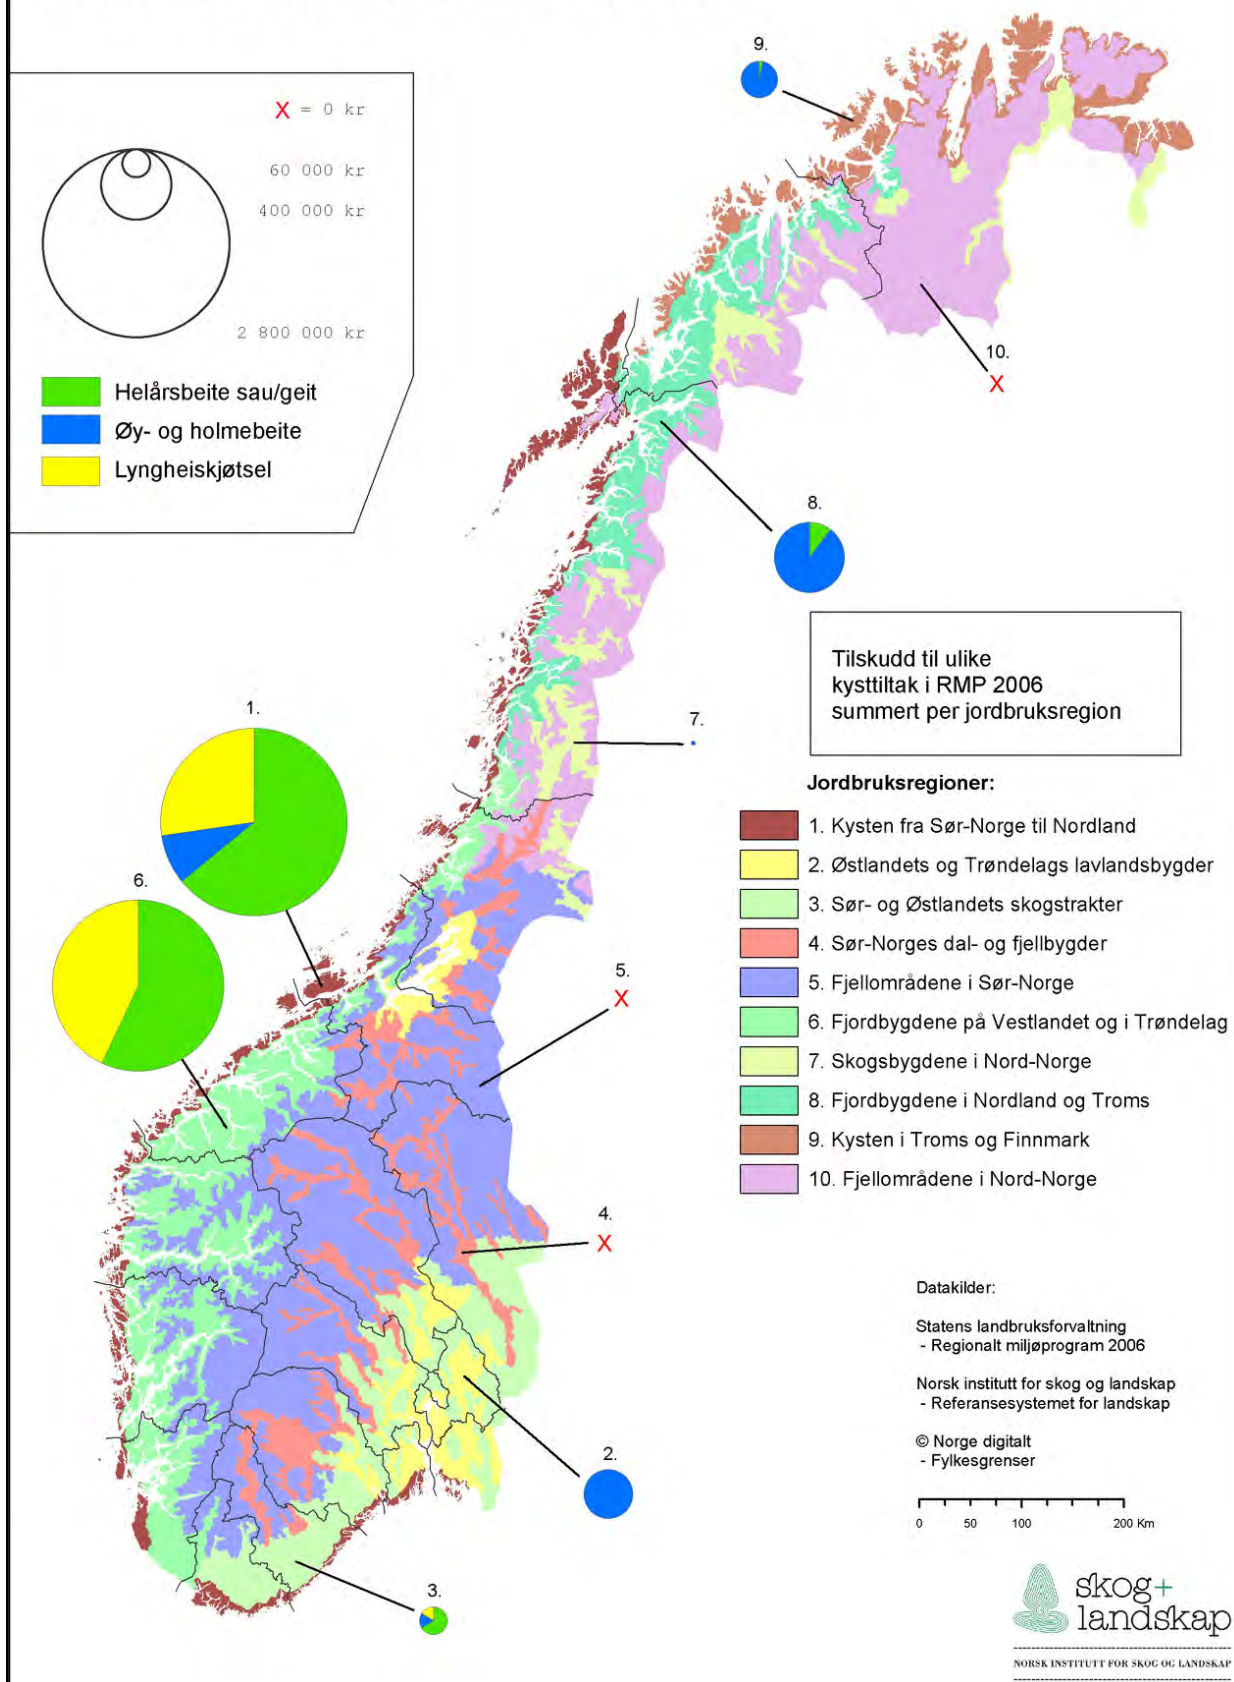 X = 0 kr
60 000 kr
400 000 kr
2 800 000 kr
Helårsbeite sau/geit
Øy- og holmebeite
Lyngheiskjøtsel
9.
10.
X
8.
7.
1.
6.
5.
X
4.
X
2.
3.
Tilskudd til ulike
kysttiltak i RMP 2006
summert per jordbruksregion
Jordbruksregioner:
1. Kysten fra Sør-Norge til Nordland
2. Østlandets og Trøndelags lavlandsbygder
3. Sør- og Østlandets skogstrakter
4. Sør-Norges dal- og fjellbygder
5. Fjellområdene i Sør-Norge
6. Fjordbygdene på Vestlandet og i Trøndelag
7. Skogsbygdene i Nord-Norge
8. Fjordbygdene i Nordland og Troms
9. Kysten i Troms og Finnmark
10. Fjellområdene i Nord-Norge
Datakilder:
Statens landbruksforvaltning
- Regionalt miljøprogram 2006
Norsk institutt for skog og landskap
- Referansesystemet for landskap
© Norge digitalt
- Fylkesgrenser
0 50 100 200 Km
skog+
landskap
NORSK INSTITUTT FOR SKOG OG LANDSKAP